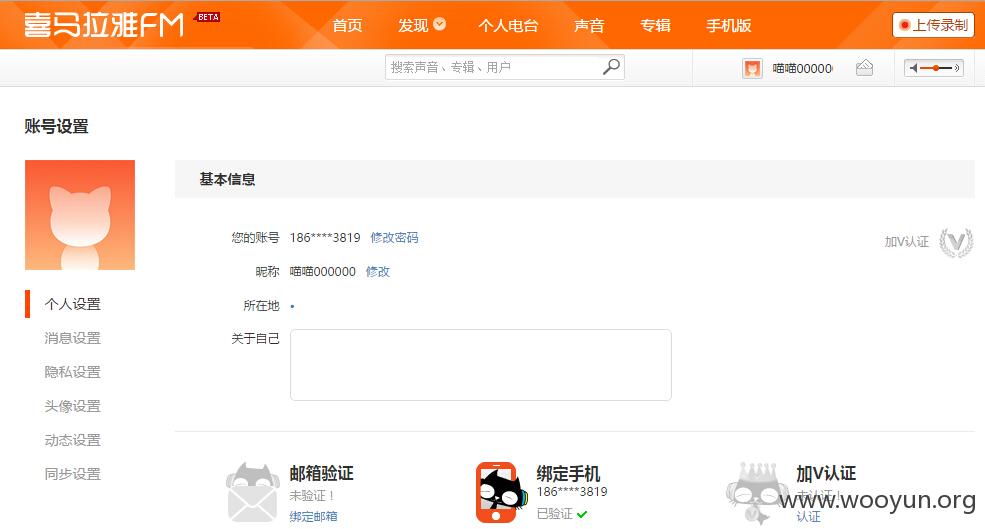 喜马拉雅FM BETA 首页 发现 个人电台 声音 专辑 手机版 上传录制
搜索声音、专辑、用户 喵喵00000
账号设置
基本信息
您的账号 186****3819 修改密码 加V认证
昵称 喵喵000000 修改
所在地
关于自己
个人设置
消息设置
隐私设置
头像设置
动态设置
同步设置
邮箱验证
未验证！
绑定邮箱
绑定手机
186****3819
已验证
加V认证
未认证！
认证
www.wooyun.org